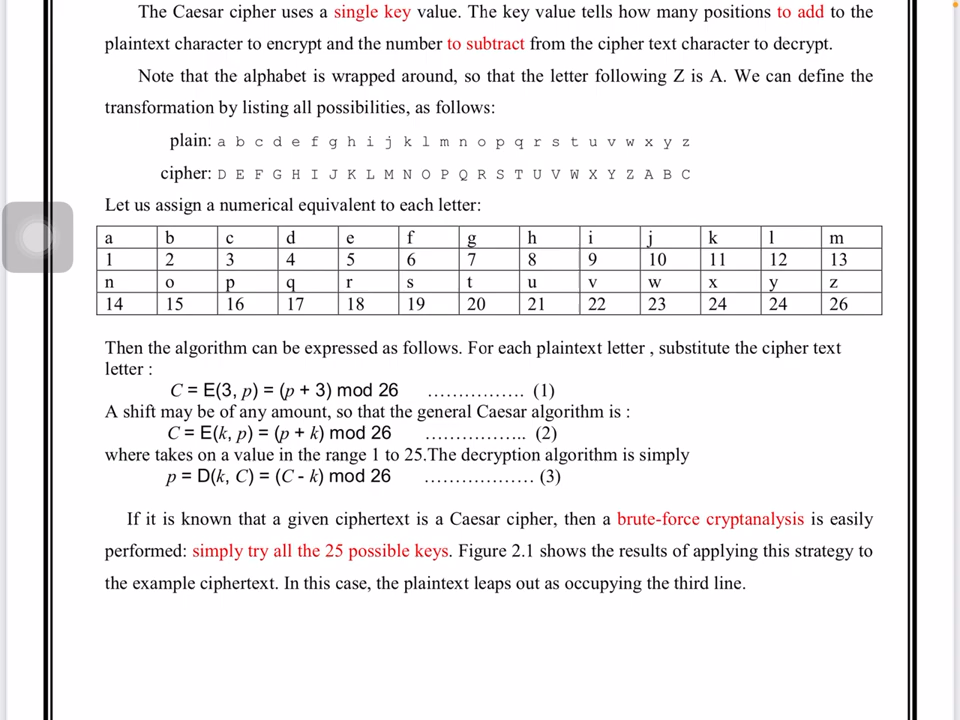 The Caesar cipher uses a single key value. The key value tells how many positions to add to the
plaintext character to encrypt and the number to subtract from the cipher text character to decrypt.
Note that the alphabet is wrapped around, so that the letter following Z is A. We can define the
transformation by listing all possibilities, as follows:
plain: a b c d e f g h i j k l m n o p q r s t u v w x y z
cipher: D E F G H I J K L M N O P Q R S T U V W X Y Z A B C
Let us assign a numerical equivalent to each letter:
a b c d e f g h i j k l m
1 2 3 4 5 6 7 8 9 10 11 12 13
n o p q r s t u v w x y z
14 15 16 17 18 19 20 21 22 23 24 24 26
Then the algorithm can be expressed as follows. For each plaintext letter , substitute the cipher text
letter :
C = E(3, p) = (p + 3) mod 26 ……………. (1)
A shift may be of any amount, so that the general Caesar algorithm is :
C = E(k, p) = (p + k) mod 26 …………….. (2)
where takes on a value in the range 1 to 25.The decryption algorithm is simply
p = D(k, C) = (C - k) mod 26 ……………… (3)
If it is known that a given ciphertext is a Caesar cipher, then a brute-force cryptanalysis is easily
performed: simply try all the 25 possible keys. Figure 2.1 shows the results of applying this strategy to
the example ciphertext. In this case, the plaintext leaps out as occupying the third line.